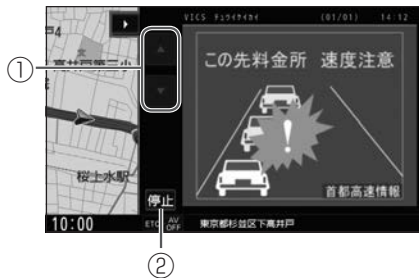 VICS ﾁｭｳｲｹｲｶｲ (01/01) 14:12
①
▲
▼
この先料金所 速度注意
!
首都高速情報
桜上水駅
停止
10:00
ETC AV OFF
東京都杉並区下高井戸
②